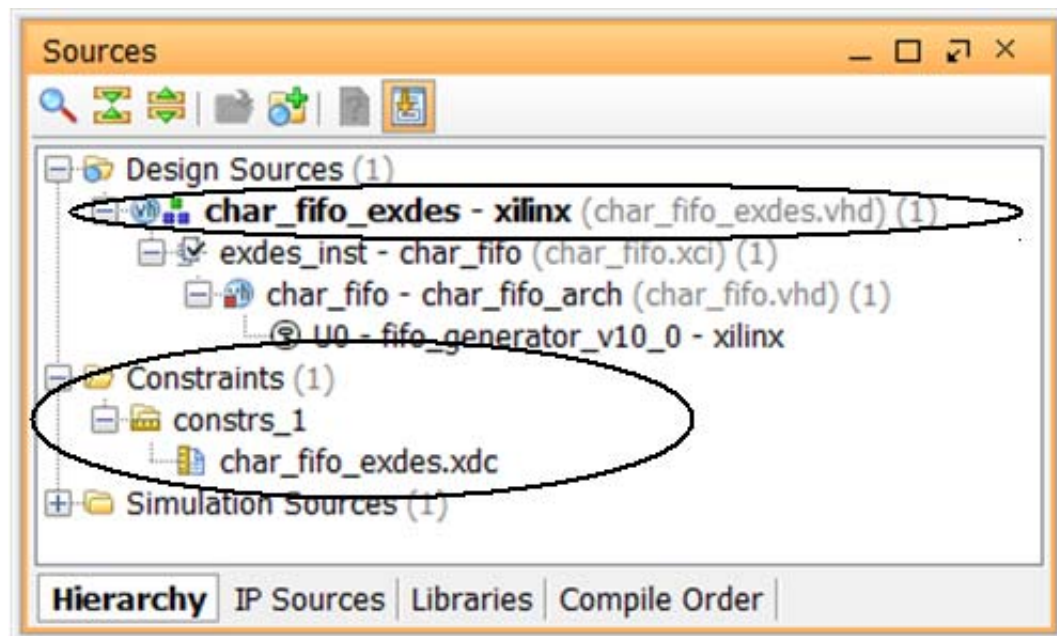 Sources
Design Sources (1)
char_fifo_exdes - xilinx (char_fifo_exdes.vhd) (1)
exdes_inst - char_fifo (char_fifo.xci) (1)
char_fifo - char_fifo_arch (char_fifo.vhd) (1)
U0 - fifo_generator_v10_0 - xilinx
Constraints (1)
constrs_1
char_fifo_exdes.xdc
Simulation Sources (1)
Hierarchy IP Sources Libraries Compile Order